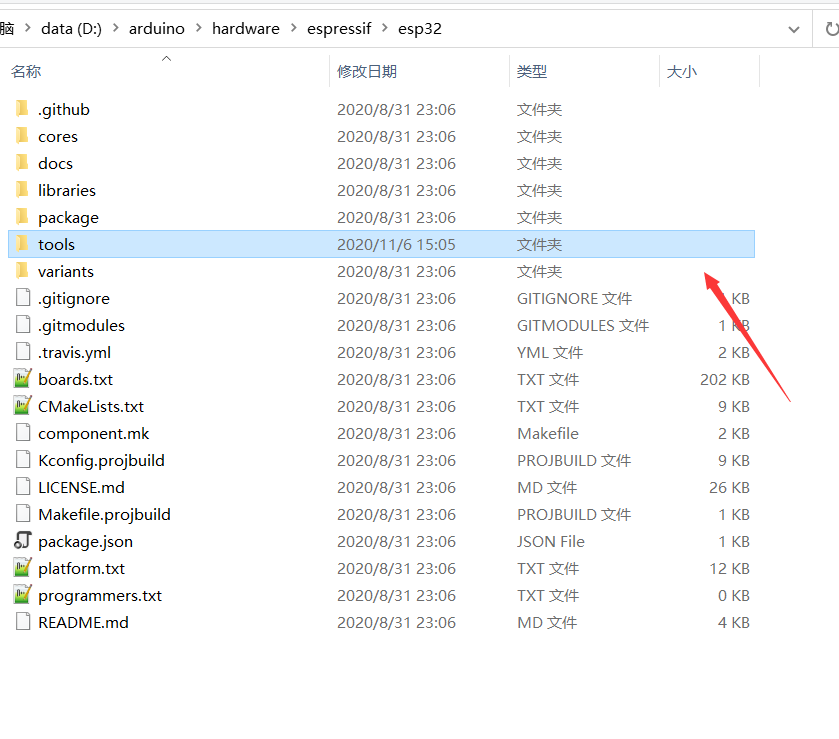 脑 > data (D:) > arduino > hardware > espressif > esp32
名称 修改日期 类型 大小
.github 2020/8/31 23:06 文件夹
cores 2020/8/31 23:06 文件夹
docs 2020/8/31 23:06 文件夹
libraries 2020/8/31 23:06 文件夹
package 2020/8/31 23:06 文件夹
tools 2020/11/6 15:05 文件夹
variants 2020/8/31 23:06 文件夹
.gitignore 2020/8/31 23:06 GITIGNORE 文件 KB
.gitmodules 2020/8/31 23:06 GITMODULES 文件 1 KB
.travis.yml 2020/8/31 23:06 YML 文件 2 KB
boards.txt 2020/8/31 23:06 TXT 文件 202 KB
CMakeLists.txt 2020/8/31 23:06 TXT 文件 9 KB
component.mk 2020/8/31 23:06 Makefile 2 KB
Kconfig.projbuild 2020/8/31 23:06 PROJBUILD 文件 9 KB
LICENSE.md 2020/8/31 23:06 MD 文件 26 KB
Makefile.projbuild 2020/8/31 23:06 PROJBUILD 文件 1 KB
package.json 2020/8/31 23:06 JSON File 1 KB
platform.txt 2020/8/31 23:06 TXT 文件 12 KB
programmers.txt 2020/8/31 23:06 TXT 文件 0 KB
README.md 2020/8/31 23:06 MD 文件 4 KB